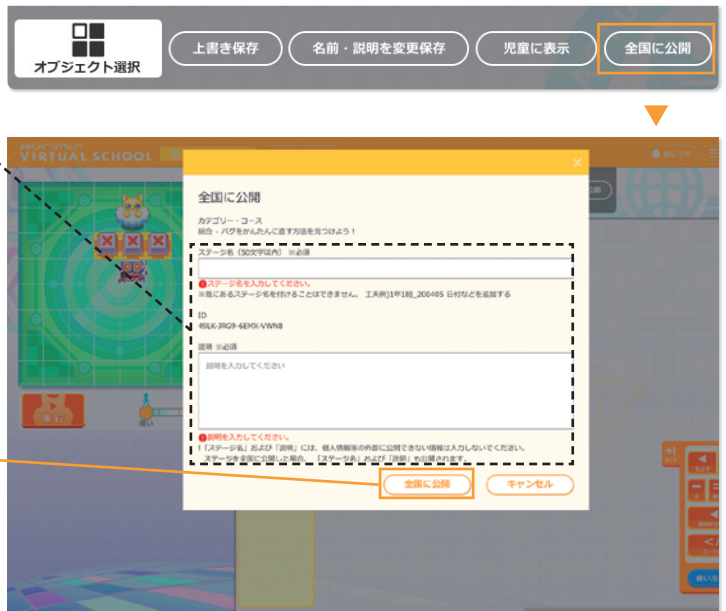 オブジェクト選択
上書き保存
名前・説明を変更保存
児童に表示
全国に公開
VIRTUAL SCHOOL
全国に公開
カテゴリー・コース
総合 - バグをかんたんに直す方法を見つけよう！
ステージ名（50文字以内） ※必須
ステージ名を入力してください。
※既にあるステージ名を付けることはできません。 工夫例)1年1組_200405 日付などを追加する
ID
49LK-JRG9-6EMX-VWN8
説明 ※必須
説明を入力してください
説明を入力してください。
！「ステージ名」および「説明」には、個人情報等の外部に公開できない情報は入力しないでください。
ステージを全国に公開した場合、「ステージ名」および「説明」も公開されます。
全国に公開
キャンセル